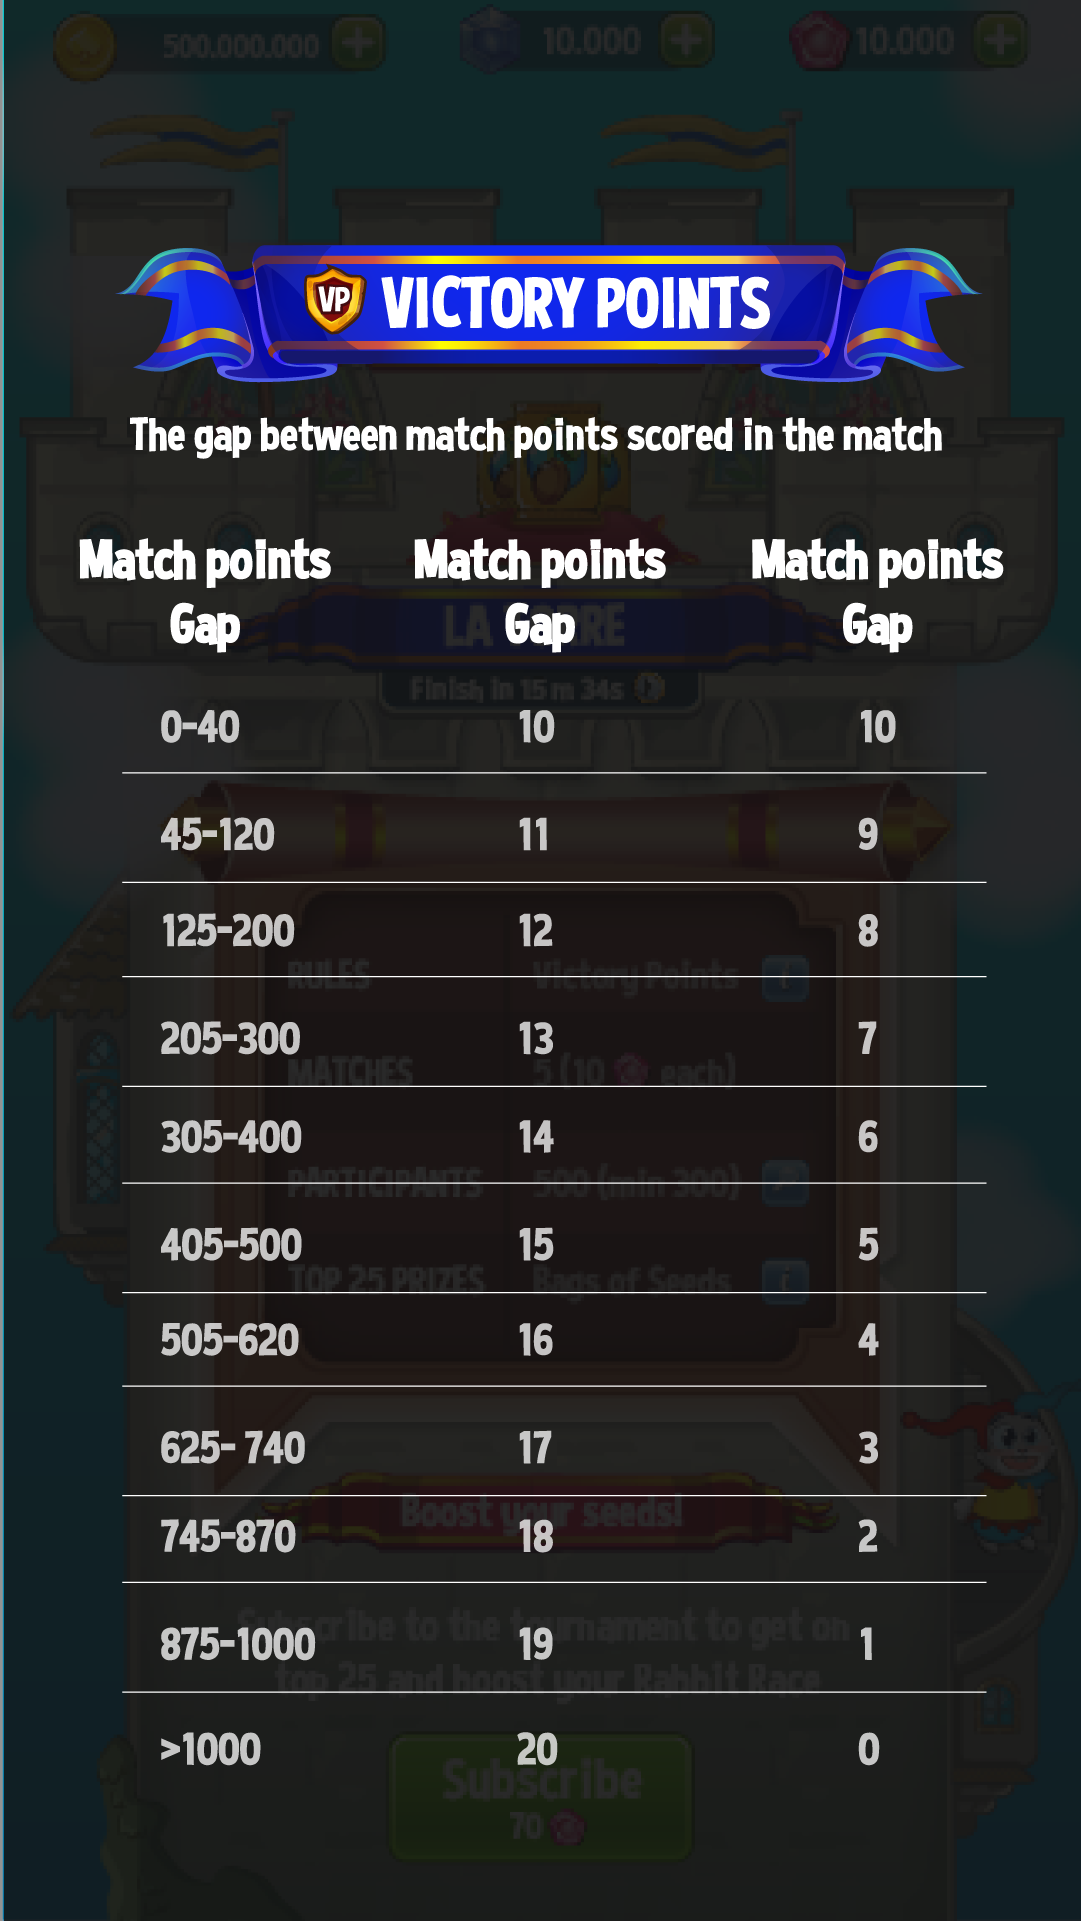 500.000.000 10.000 10.000
VP VICTORY POINTS
The gap between match points scored in the match
Match points Match points Match points
Gap Gap Gap
Finish in 15 m 34s
0-40 10 10
45-120 11 9
125-200 12 8
RULES Victory Points i
205-300 13 7
MATCHES 5 (10 each)
305-400 14 6
PARTICIPANTS 500 (min 300)
405-500 15 5
TOP 25 PRIZES Bags of Seeds i
505-620 16 4
625- 740 17 3
Boost your seeds!
745-870 18 2
Subscribe to the tournament to get on
875-1000 19 1
top 25 and boost your Rabbit Race
>1000 20 0
Subscribe
70